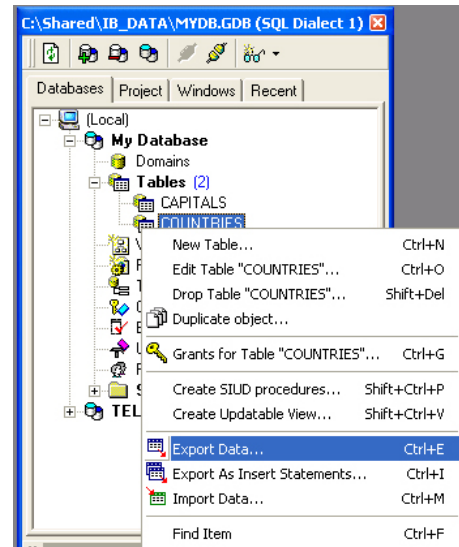 C:\Shared\IB_DATA\MYDB.GDB (SQL Dialect 1)
Databases Project Windows Recent
(Local)
My Database
Domains
Tables (2)
CAPITALS
COUNTRIES
New Table... Ctrl+N
Edit Table "COUNTRIES"... Ctrl+O
Drop Table "COUNTRIES"... Shift+Del
Duplicate object...
Grants for Table "COUNTRIES"... Ctrl+G
Create SIUD procedures... Shift+Ctrl+P
Create Updatable View... Shift+Ctrl+V
TEL
Export Data... Ctrl+E
Export As Insert Statements... Ctrl+I
Import Data... Ctrl+M
Find Item Ctrl+F